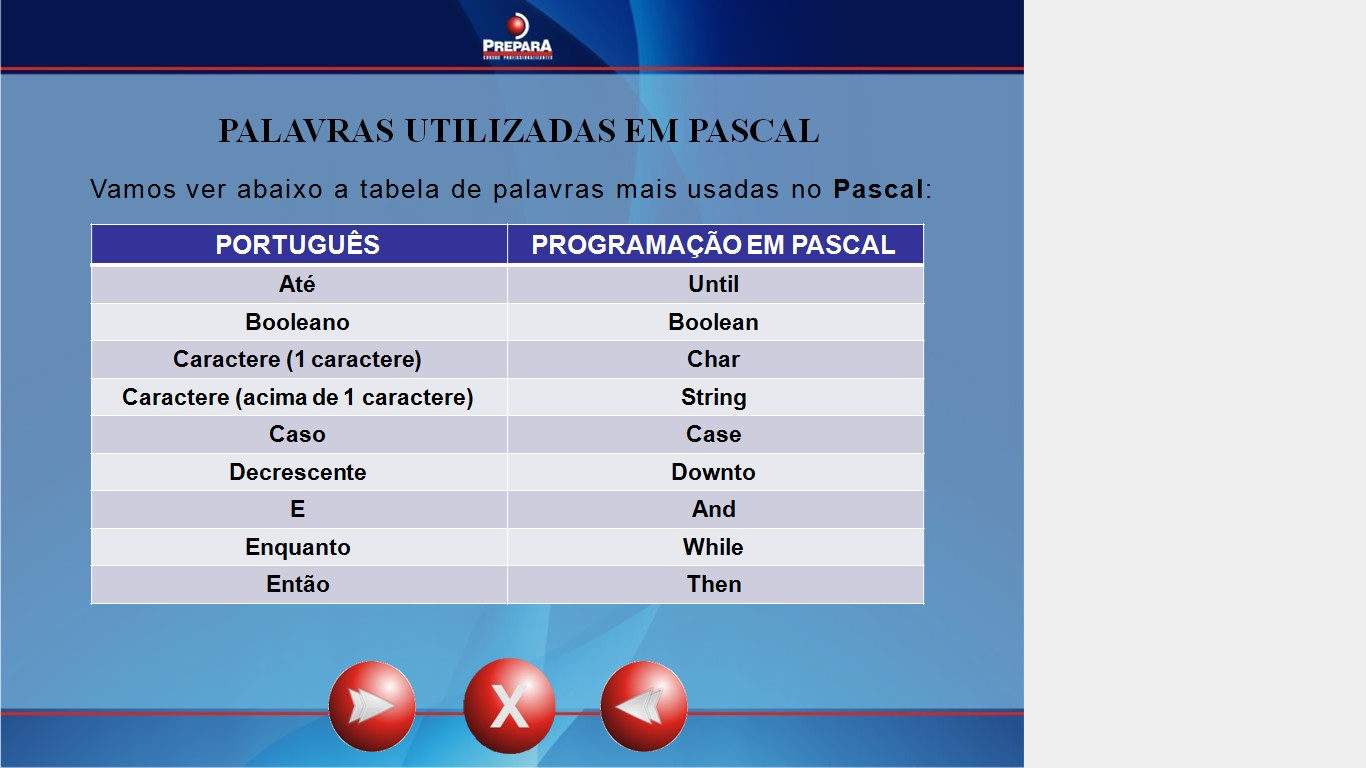 PREPARA
CURSOS PROFISSIONALIZANTES
PALAVRAS UTILIZADAS EM PASCAL
Vamos ver abaixo a tabela de palavras mais usadas no Pascal:
PORTUGUÊS PROGRAMAÇÃO EM PASCAL
Até Until
Booleano Boolean
Caractere (1 caractere) Char
Caractere (acima de 1 caractere) String
Caso Case
Decrescente Downto
E And
Enquanto While
Então Then
X